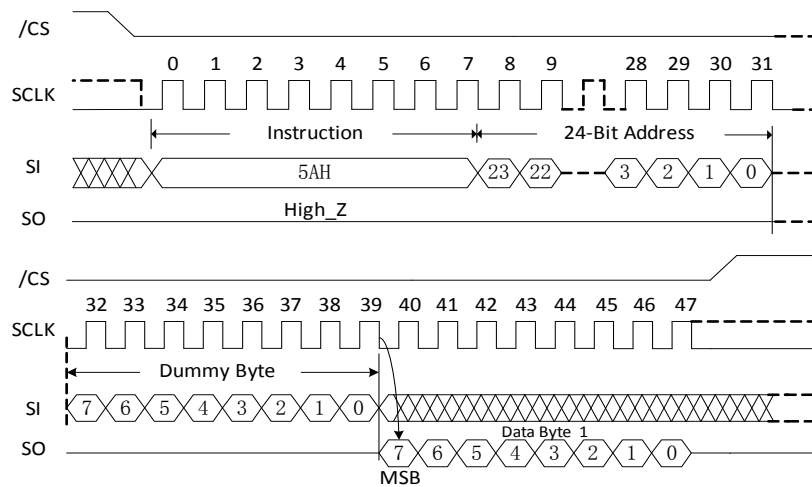 /CS
0 1 2 3 4 5 6 7 8 9 28 29 30 31
SCLK
Instruction 24-Bit Address
SI 5AH 23 22 3 2 1 0
High_Z
SO
/CS
32 33 34 35 36 37 38 39 40 41 42 43 44 45 46 47
SCLK
Dummy Byte
SI 7 6 5 4 3 2 1 0
Data Byte 1
SO 7 6 5 4 3 2 1 0
MSB